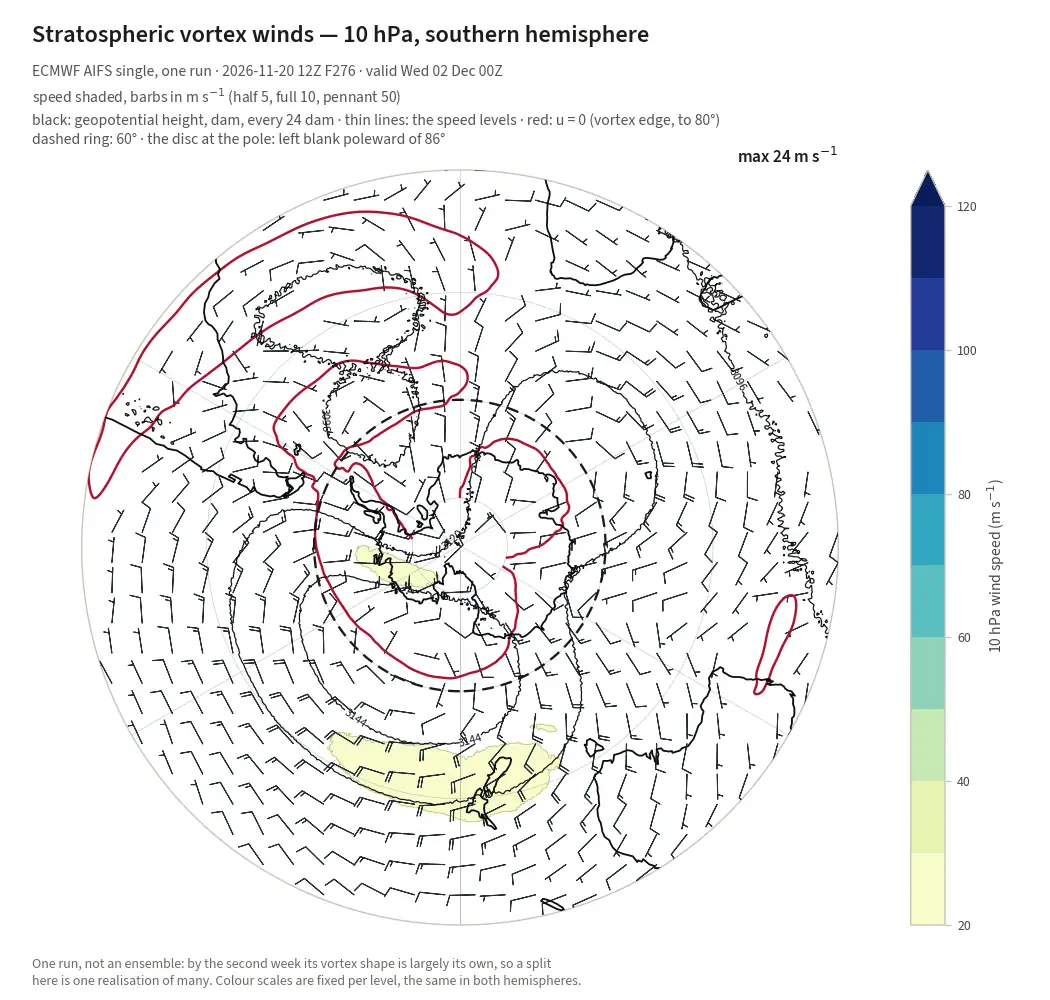 Stratospheric vortex winds — 10 hPa, southern hemisphere
ECMWF AIFS single, one run · 2026-11-20 12Z F276 · valid Wed 02 Dec 00Z
speed shaded, barbs in m s⁻¹ (half 5, full 10, pennant 50)
black: geopotential height, dam, every 24 dam · thin lines: the speed levels · red: u = 0 (vortex edge, to 80°)
dashed ring: 60° · the disc at the pole: left blank poleward of 86°
max 24 m s⁻¹
120
100
80
60
40
20
10 hPa wind speed (m s⁻¹)
3096
3144
3144
One run, not an ensemble: by the second week its vortex shape is largely its own, so a split
here is one realisation of many. Colour scales are fixed per level, the same in both hemispheres.